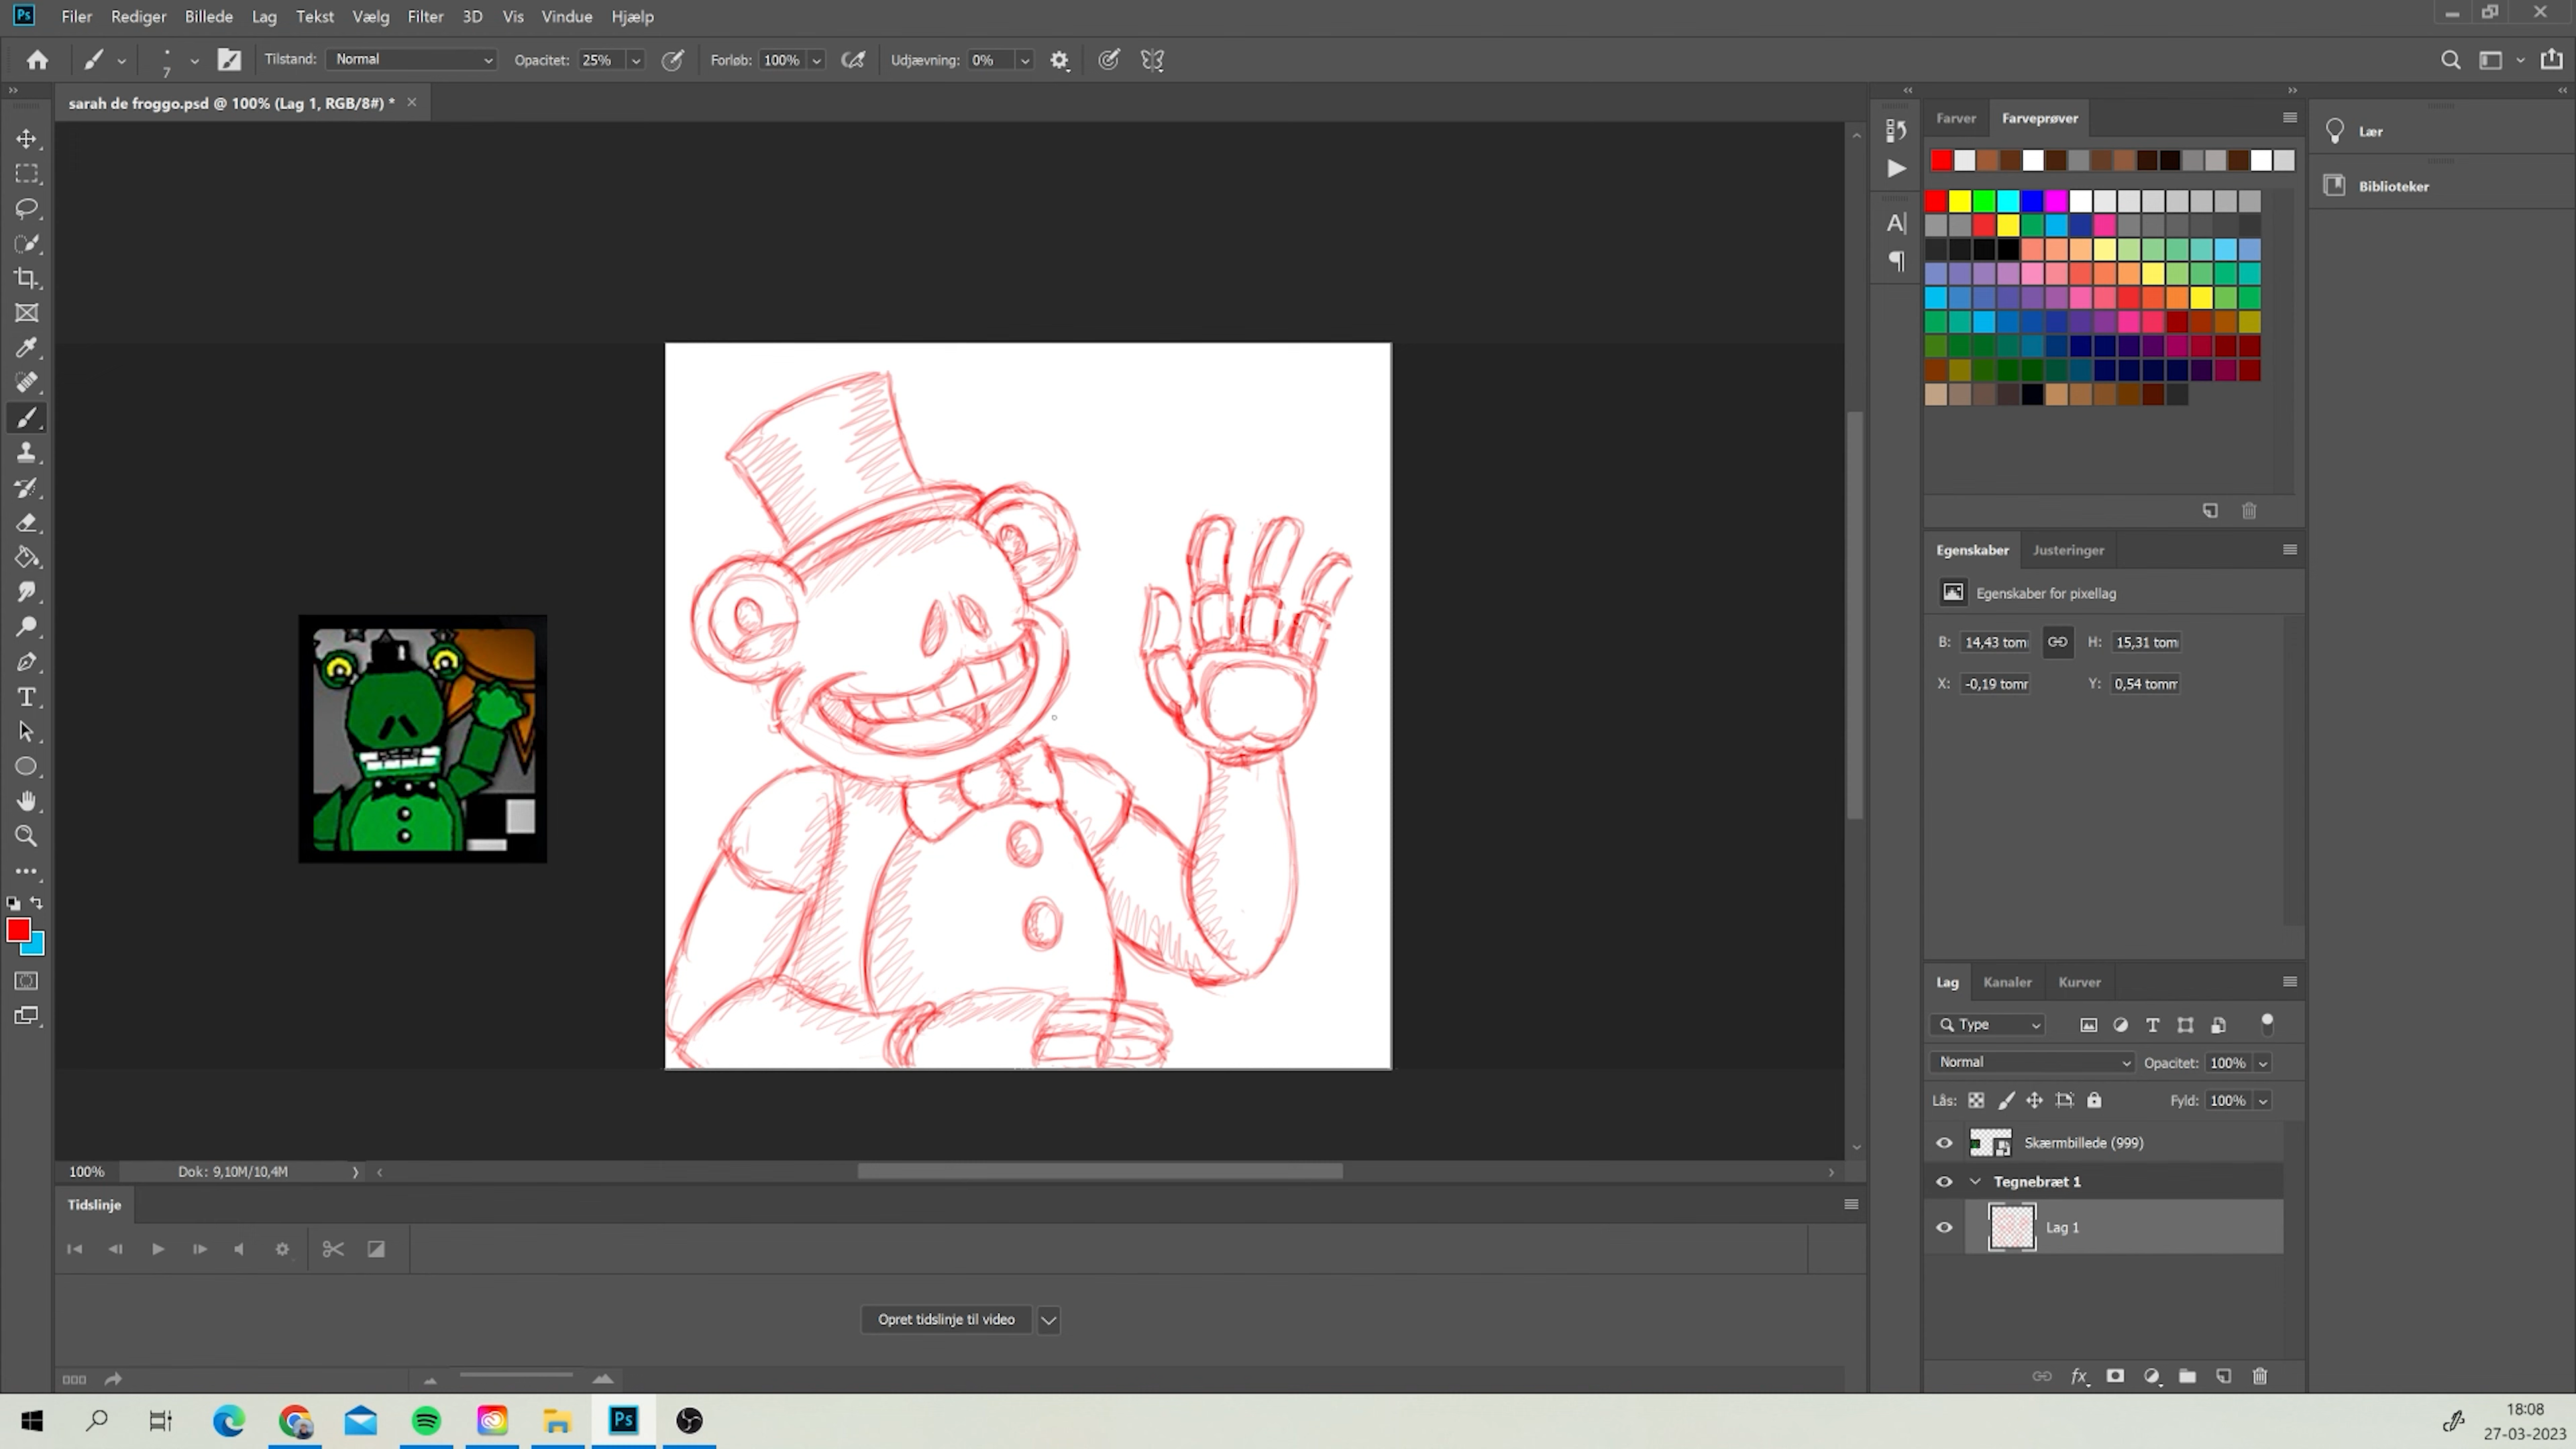 Ps Filer Rediger Billede Lag Tekst Vælg Filter 3D Vis Vindue Hjælp
7 Tilstand: Normal Opacitet: 25% Forløb: 100% Udjævning: 0%
sarah de froggo.psd @ 100% (Lag 1, RGB/8#) *
Farver Farveprøver
Lær
Biblioteker
Egenskaber Justeringer
Egenskaber for pixellag
B: 14,43 tom H: 15,31 tom
X: -0,19 tomr Y: 0,54 tomr
Lag Kanaler Kurver
Type
Normal Opacitet: 100%
Lås: Fyld: 100%
Skærmbillede (999)
Tegnebræt 1
Lag 1
100% Dok: 9,10M/10,4M
Tidslinje
Opret tidslinje til video
fx
Ps
18:08
27-03-2023